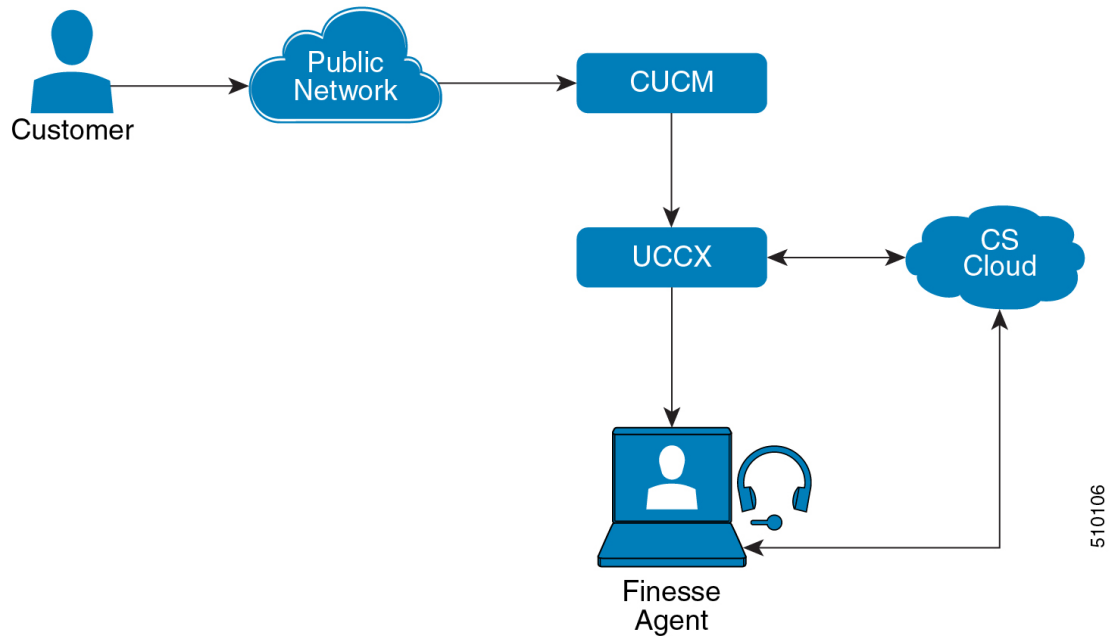 Public
Network
CUCM
Customer
UCCX
CS
Cloud
510106
Finesse
Agent